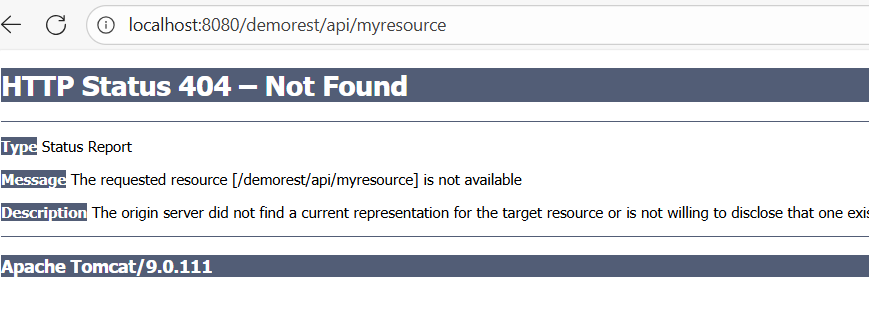 localhost:8080/demorest/api/myresource
HTTP Status 404 – Not Found
Type Status Report
Message The requested resource [/demorest/api/myresource] is not available
Description The origin server did not find a current representation for the target resource or is not willing to disclose that one
Apache Tomcat/9.0.111